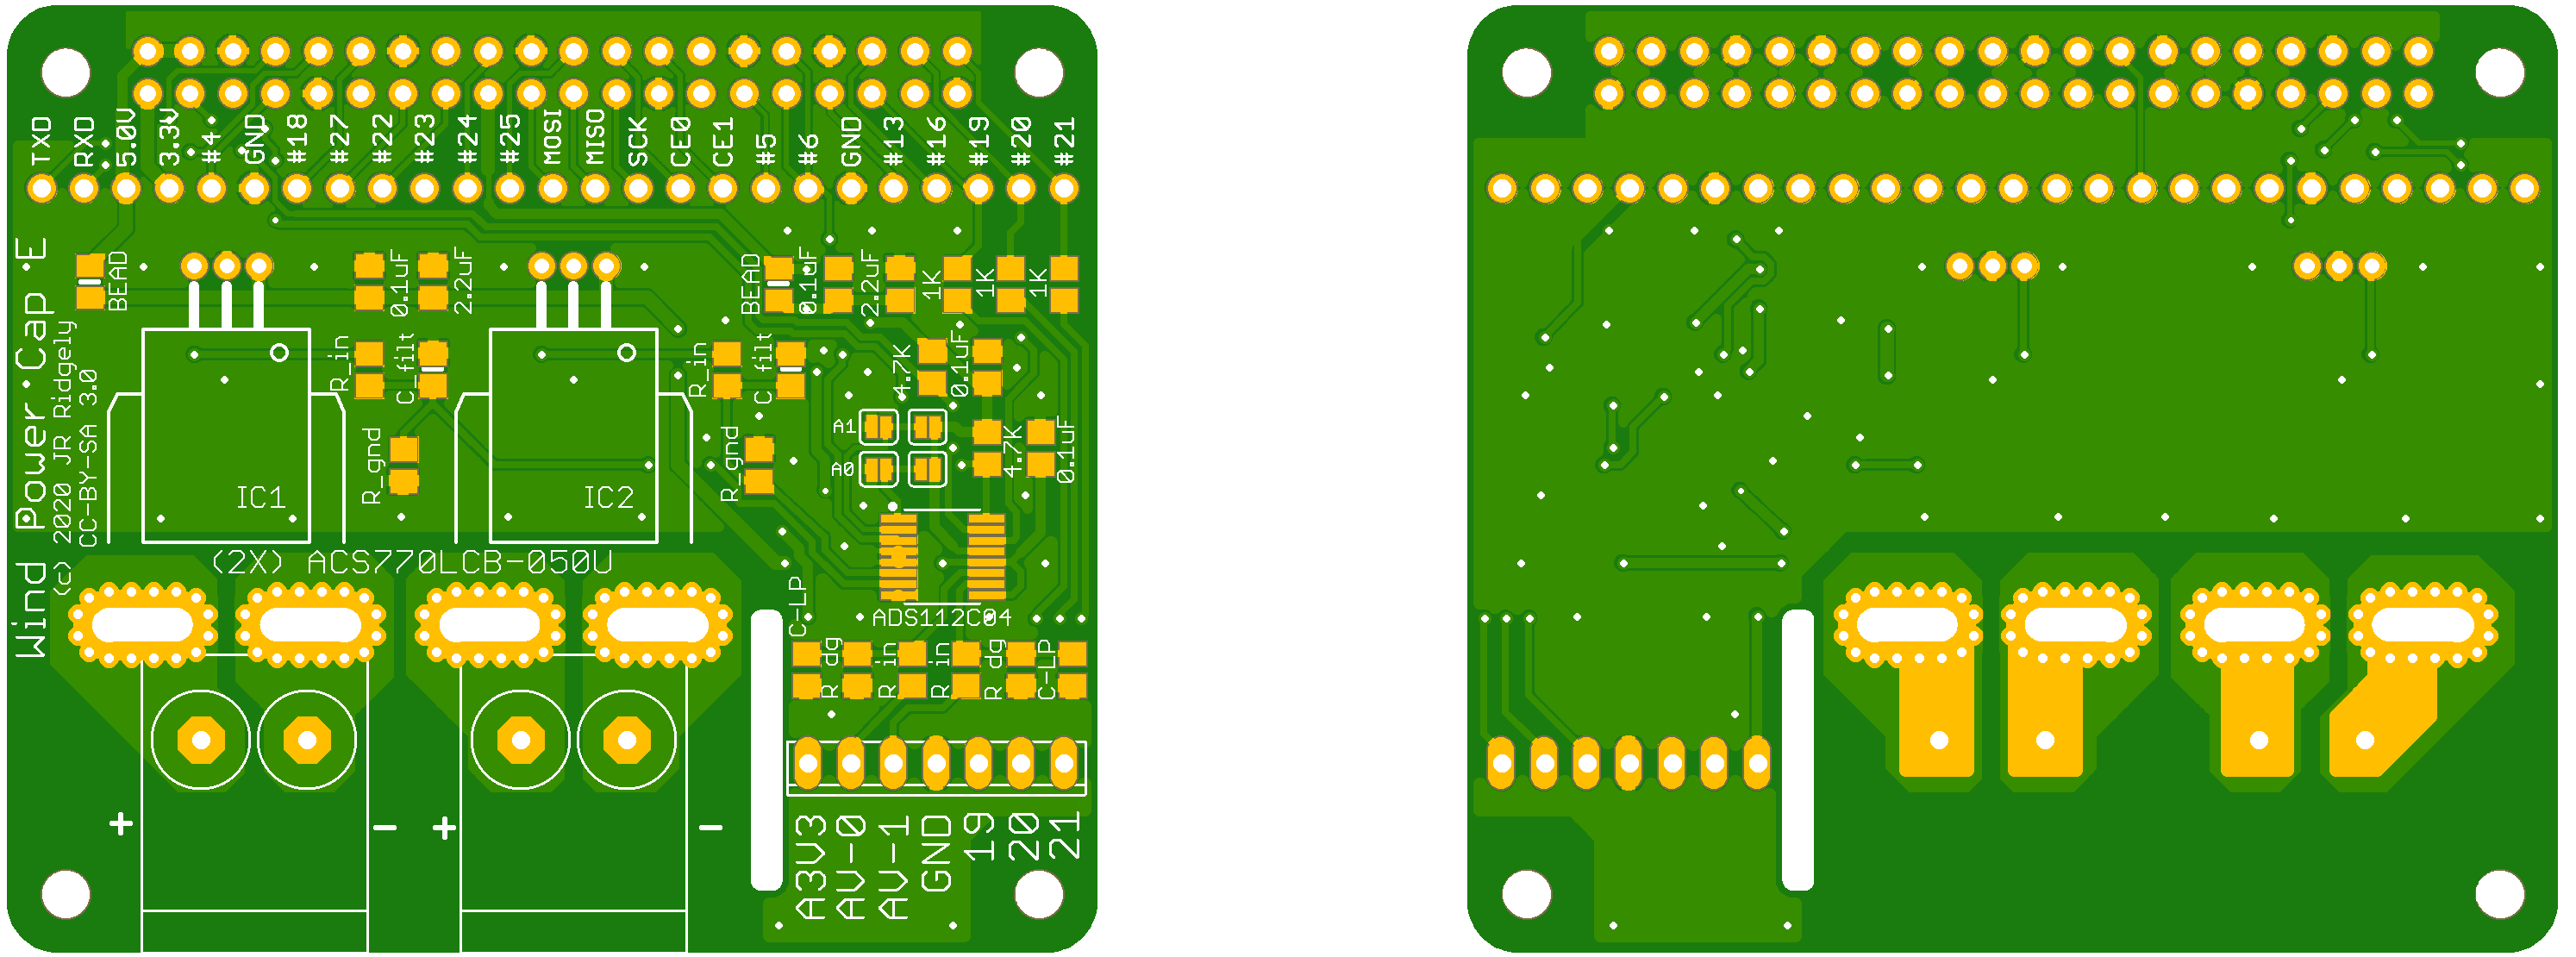 TXD
RXD
5.0V
3.3V
#4
GND
#18
#27
#22
#23
#24
#25
MOSI
MISO
SCK
CE0
CE1
#5
#6
GND
#13
#16
#19
#20
#21
Wind Power Cap E
(c) 2020 JR Ridgely
CC-BY-SA 3.0
BEAD
0.1uF
2.2uF
BEAD
0.1uF
2.2uF
1K
1K
1K
R_in
C_filt
R_in
C_filt
4.7K
0.1uF
A1
A0
R_gnd
R_gnd
4.7K
0.1uF
IC1
IC2
(2X) ACS770LCB-050U
ADS112C04
C-LP
R dg
R in
R in
R dg
C-LP
+
-
+
-
A3V3
AV-0
AV-1
GND
19
20
21